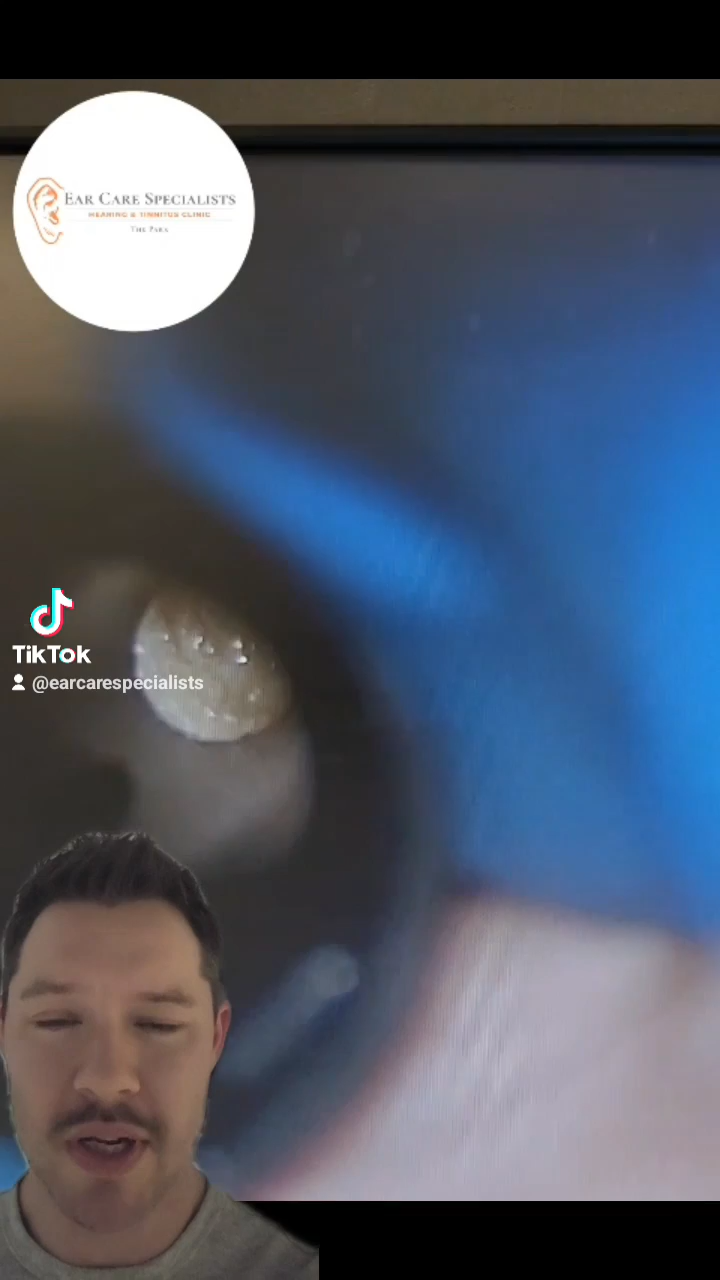 EAR CARE SPECIALISTS
HEARING & TINNITUS CLINIC
THE PARK
TikTok
@earcarespecialists